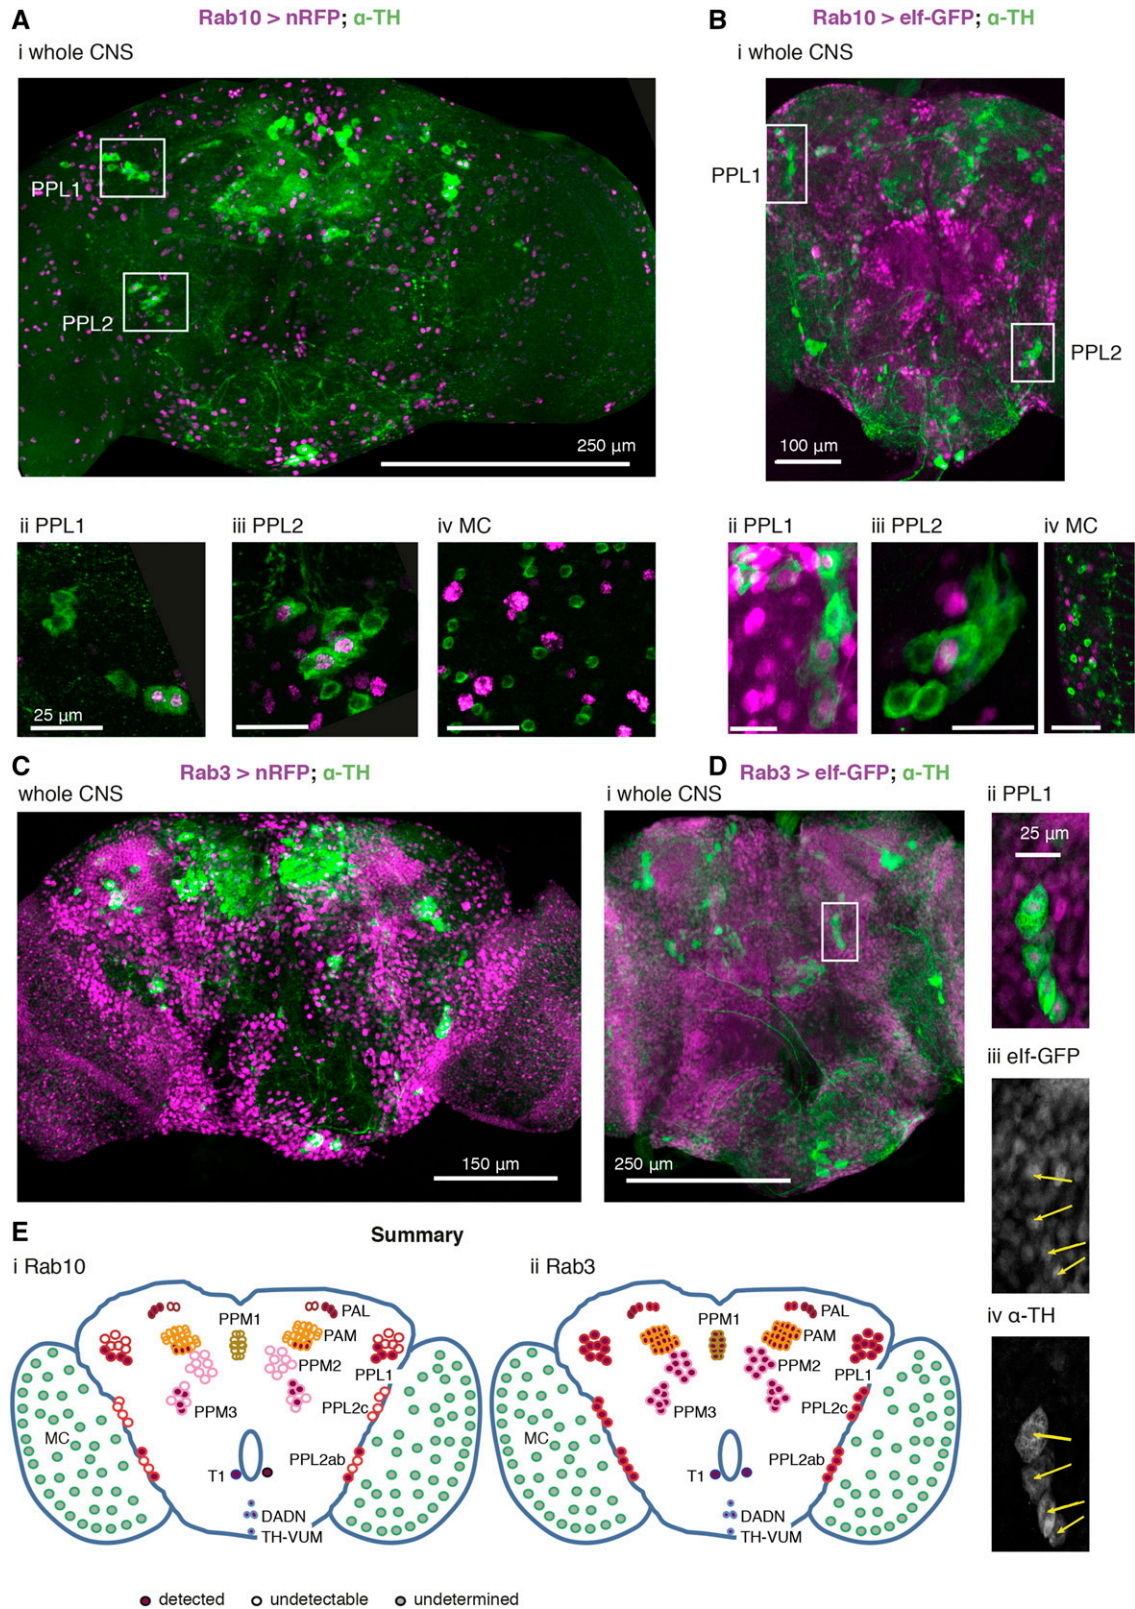 A
Rab10 > nRFP; α-TH
i whole CNS
PPL1
PPL2
250 µm
ii PPL1
iii PPL2
iv MC
25 µm
B
Rab10 > elf-GFP; α-TH
i whole CNS
PPL1
PPL2
100 µm
ii PPL1
iii PPL2
iv MC
C
Rab3 > nRFP; α-TH
whole CNS
150 µm
D
Rab3 > elf-GFP; α-TH
i whole CNS
250 µm
ii PPL1
25 µm
iii elf-GFP
iv α-TH
E
Summary
i Rab10
PPM1
PAL
PAM
PPM2
PPL1
PPM3
PPL2c
MC
PPL2ab
T1
DADN
TH-VUM
ii Rab3
PPM1
PAL
PAM
PPM2
PPL1
PPM3
PPL2c
MC
PPL2ab
T1
DADN
TH-VUM
detected
undetectable
undetermined